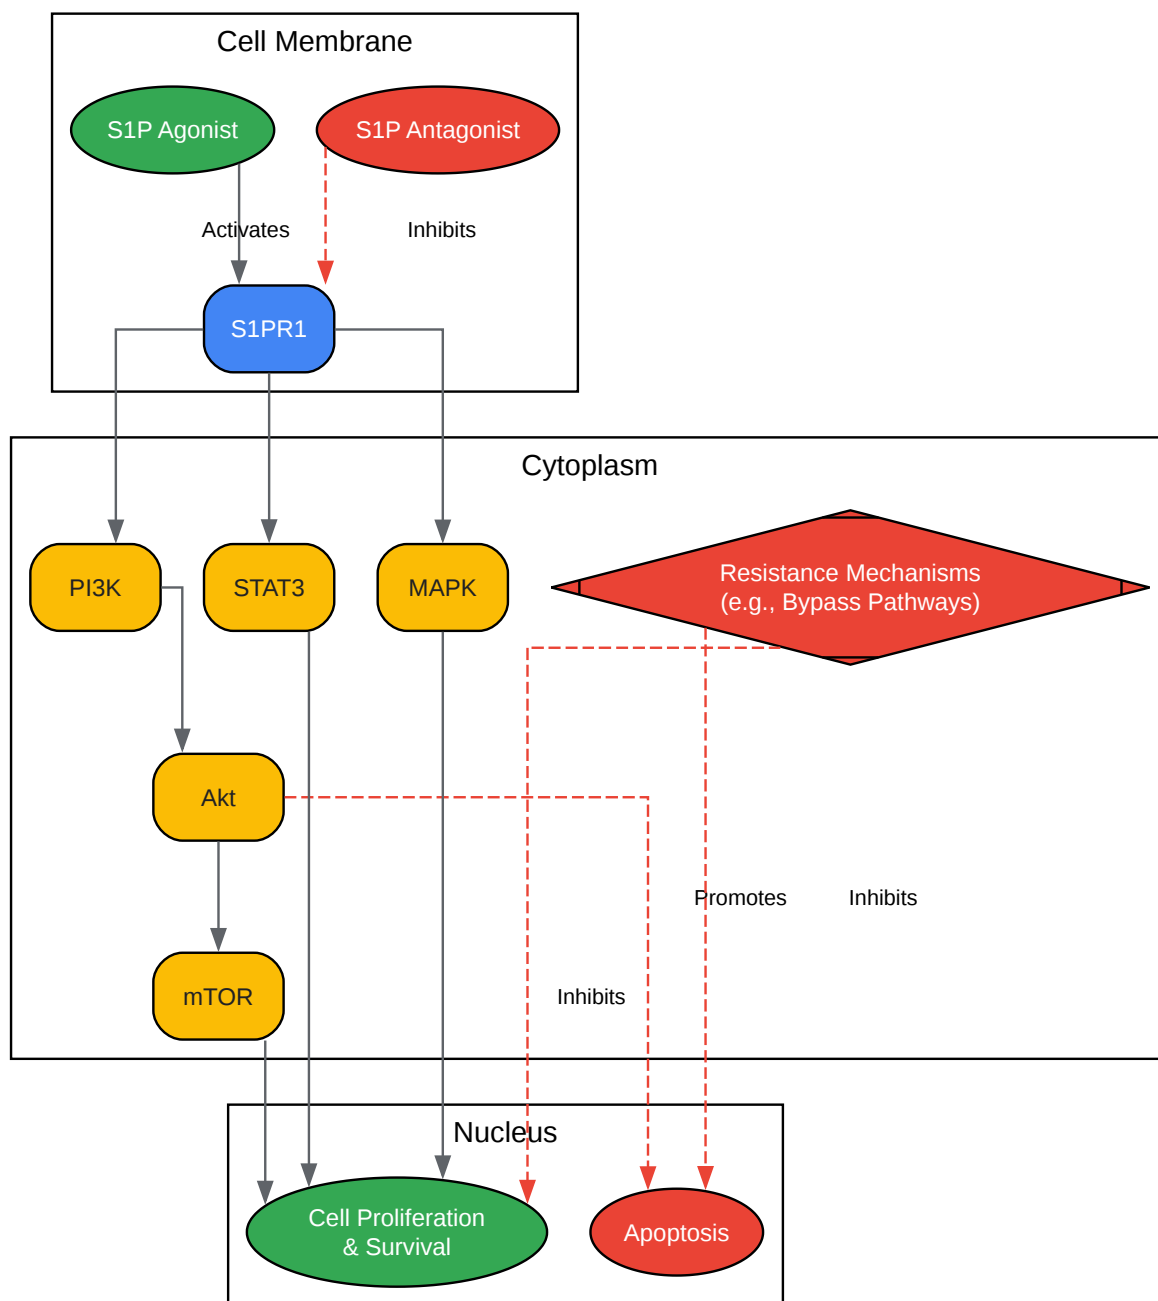 Cell Membrane
S1P Agonist
S1P Antagonist
Activates
Inhibits
S1PR1
Cytoplasm
PI3K
STAT3
MAPK
Resistance Mechanisms
(e.g., Bypass Pathways)
Akt
Promotes
Inhibits
mTOR
Inhibits
Nucleus
Cell Proliferation
& Survival
Apoptosis